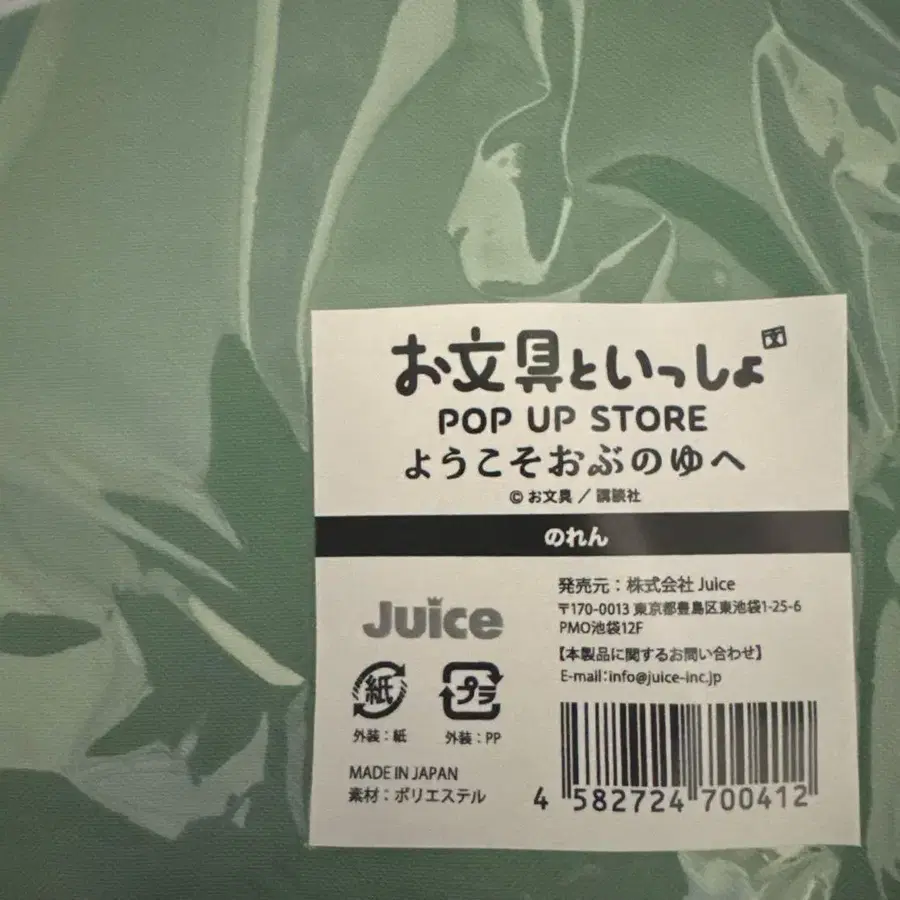 お文具といっしょ
文
POP UP STORE
ようこそおぶのゆへ
© お文具 / 講談社
のれん
Juice
発売元：株式会社 Juice
〒170-0013 東京都豊島区東池袋1-25-6
PMO池袋12F
【本製品に関するお問い合わせ】
E-mail：info@juice-inc.jp
紙
外装：紙
プラ
外装：PP
MADE IN JAPAN
素材：ポリエステル
4 582724 700412